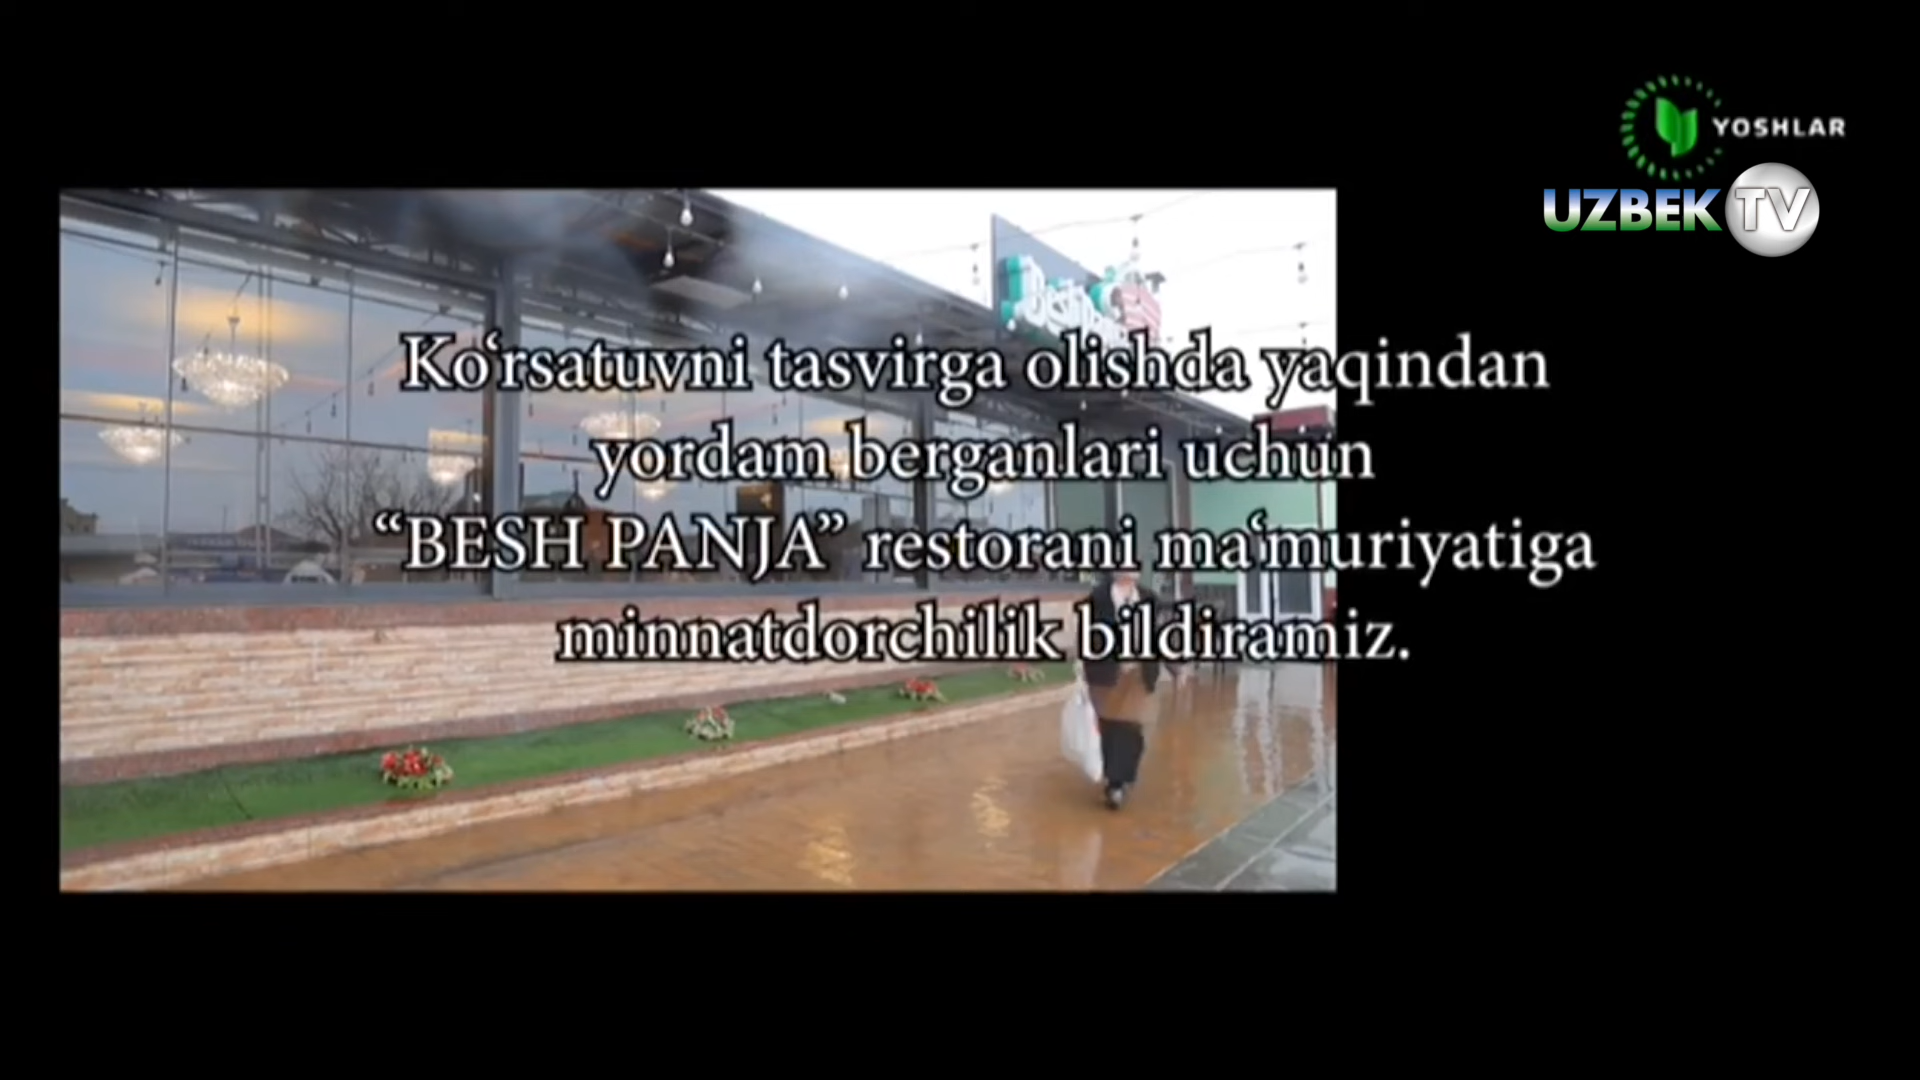 YOSHLAR
UZBEK TV
Ko‘rsatuvni tasvirga olishda yaqindan
yordam berganlari uchun
“BESH PANJA” restorani ma‘muriyatiga
minnatdorchilik bildiramiz.